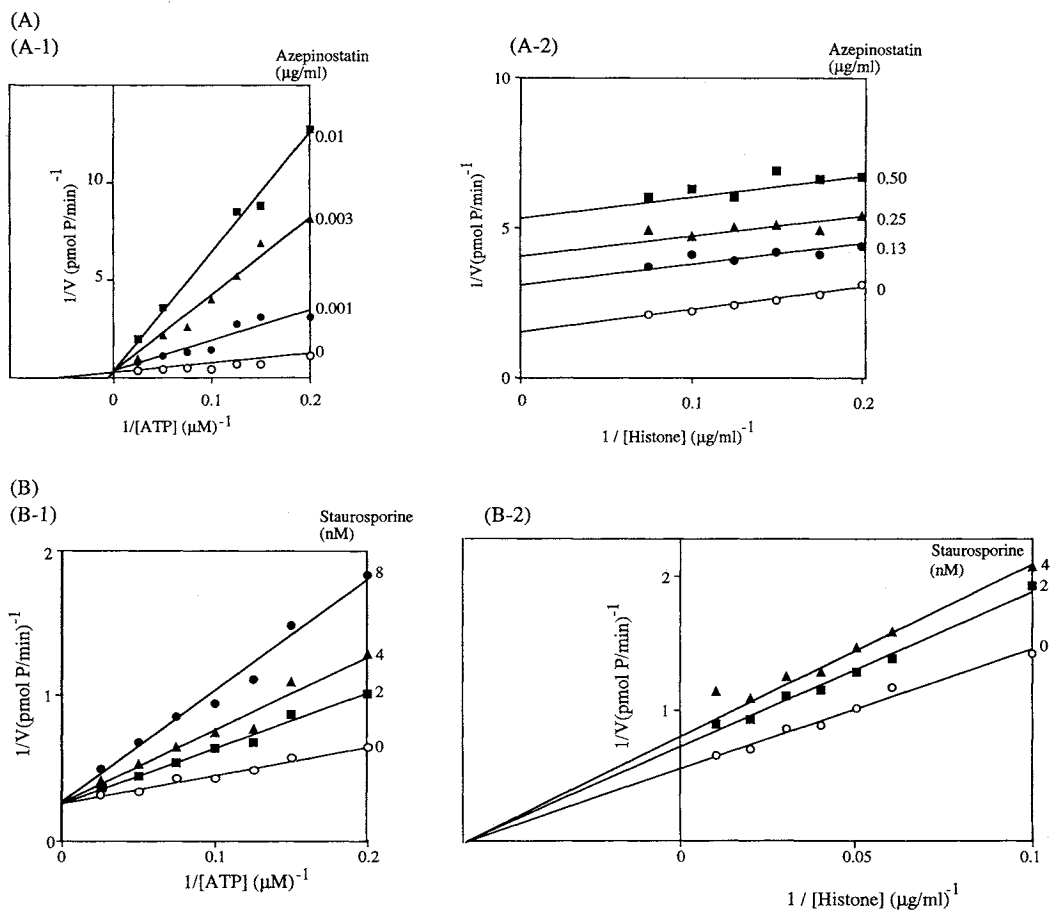 (A)
(A-1)
Azepinostatin
(μg/ml)
0.01
0.003
0.001
0
10
5
1/V (pmol P/min)-1
0
0.1
0.2
1/[ATP] (μM)-1
(A-2)
Azepinostatin
(μg/ml)
0.50
0.25
0.13
0
10
5
0
1/V(pmol P/min)-1
0
0.1
0.2
1 / [Histone] (μg/ml)-1
(B)
(B-1)
Staurosporine
(nM)
8
4
2
0
2
1
0
1/V(pmol P/min)-1
0
0.1
0.2
1/[ATP] (μM)-1
(B-2)
Staurosporine
(nM)
4
2
0
2
1
1/V(pmol P/min)-1
0
0.05
0.1
1 / [Histone] (μg/ml)-1